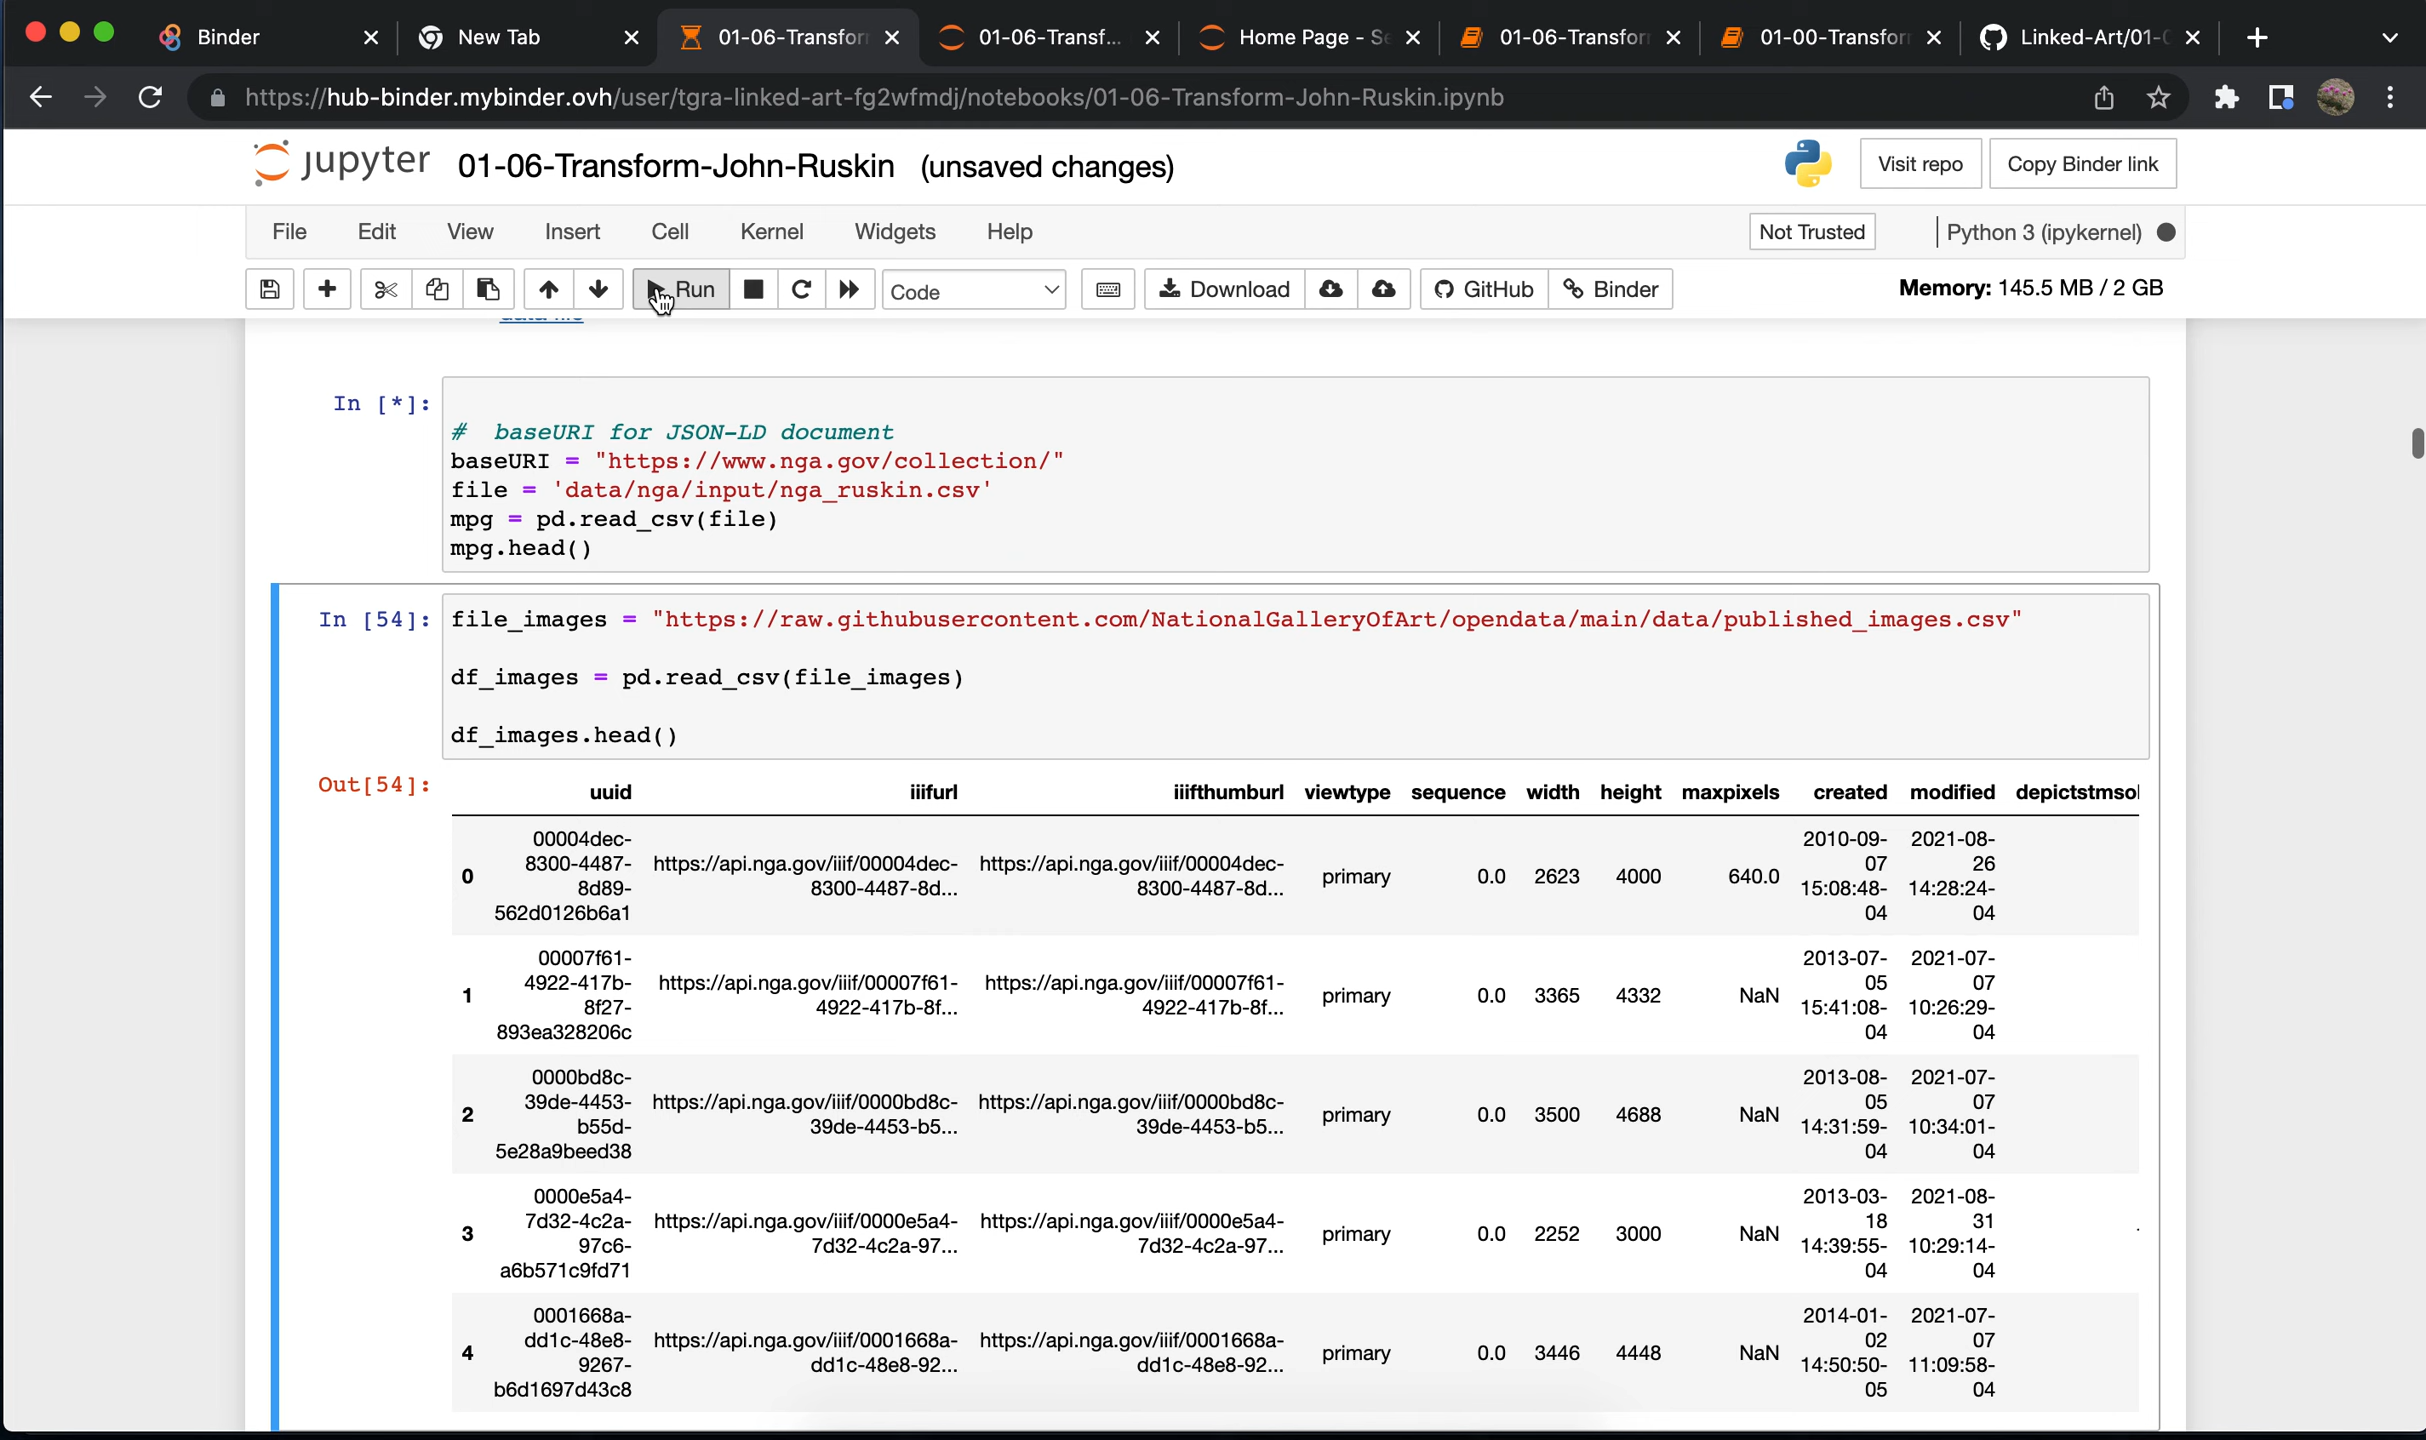 Binder
New Tab
01-06-Transfor
01-06-Transf...
Home Page - Se
01-06-Transfor
01-00-Transfor
Linked-Art/01-0
https://hub-binder.mybinder.ovh/user/tgra-linked-art-fg2wfmdj/notebooks/01-06-Transform-John-Ruskin.ipynb
jupyter 01-06-Transform-John-Ruskin (unsaved changes)
Visit repo
Copy Binder link
File Edit View Insert Cell Kernel Widgets Help
Not Trusted
Python 3 (ipykernel)
Run
Code
Download
GitHub
Binder
Memory: 145.5 MB / 2 GB
In [*]:
# baseURI for JSON-LD document
baseURI = "https://www.nga.gov/collection/"
file = 'data/nga/input/nga_ruskin.csv'
mpg = pd.read_csv(file)
mpg.head()
In [54]: file_images = "https://raw.githubusercontent.com/NationalGalleryOfArt/opendata/main/data/published_images.csv"
df_images = pd.read_csv(file_images)
df_images.head()
Out[54]:
uuid iiifurl iiifthumburl viewtype sequence width height maxpixels created modified depictstmsol
00004dec- 2010-09- 2021-08-
8300-4487- https://api.nga.gov/iiif/00004dec- https://api.nga.gov/iiif/00004dec- 07 26
0 primary 0.0 2623 4000 640.0
8d89- 8300-4487-8d... 8300-4487-8d... 15:08:48- 14:28:24-
562d0126b6a1 04 04
00007f61- 2013-07- 2021-07-
4922-417b- https://api.nga.gov/iiif/00007f61- https://api.nga.gov/iiif/00007f61- 05 07
1 primary 0.0 3365 4332 NaN
8f27- 4922-417b-8f... 4922-417b-8f... 15:41:08- 10:26:29-
893ea328206c 04 04
0000bd8c- 2013-08- 2021-07-
39de-4453- https://api.nga.gov/iiif/0000bd8c- https://api.nga.gov/iiif/0000bd8c- 05 07
2 primary 0.0 3500 4688 NaN
b55d- 39de-4453-b5... 39de-4453-b5... 14:31:59- 10:34:01-
5e28a9beed38 04 04
0000e5a4- 2013-03- 2021-08-
7d32-4c2a- https://api.nga.gov/iiif/0000e5a4- https://api.nga.gov/iiif/0000e5a4- 18 31
3 primary 0.0 2252 3000 NaN
97c6- 7d32-4c2a-97... 7d32-4c2a-97... 14:39:55- 10:29:14-
a6b571c9fd71 04 04
0001668a- 2014-01- 2021-07-
dd1c-48e8- https://api.nga.gov/iiif/0001668a- https://api.nga.gov/iiif/0001668a- 02 07
4 primary 0.0 3446 4448 NaN
9267- dd1c-48e8-92... dd1c-48e8-92... 14:50:50- 11:09:58-
b6d1697d43c8 05 04